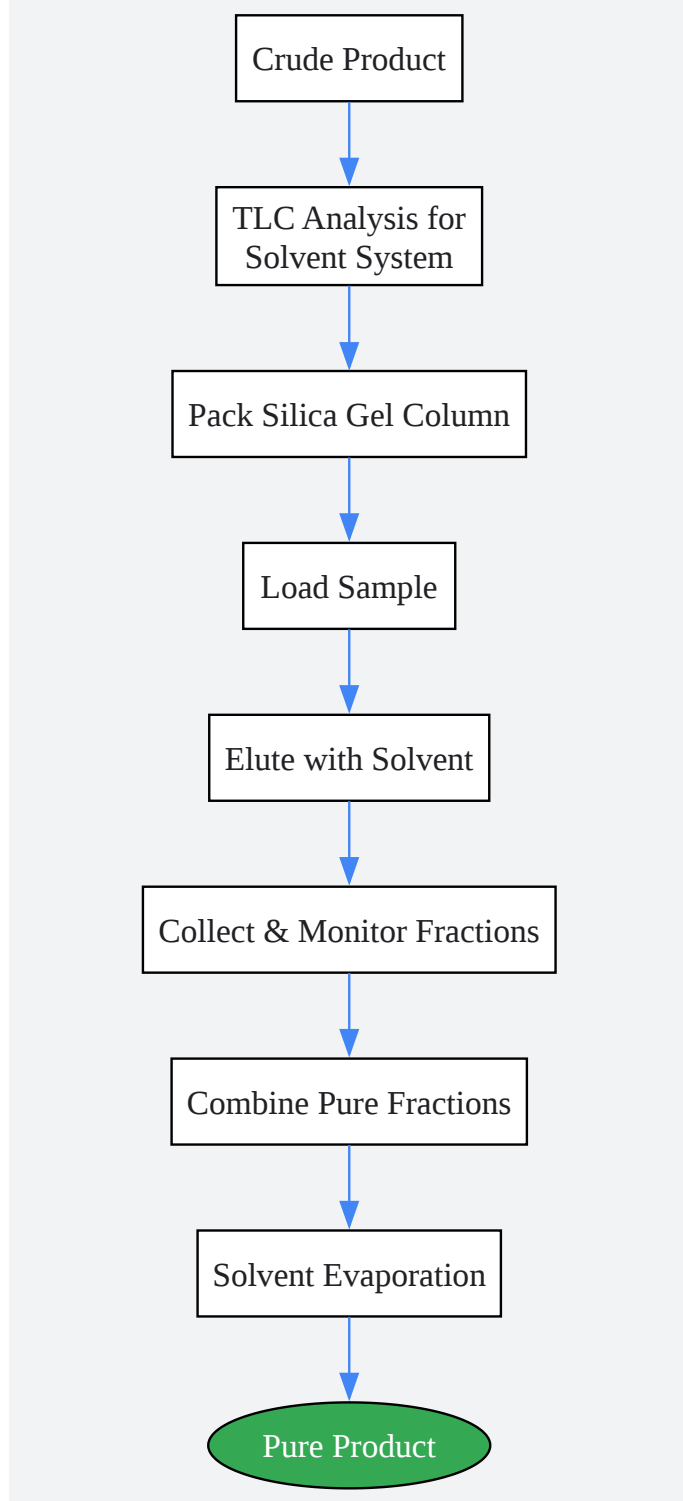 Crude Product
TLC Analysis for
Solvent System
Pack Silica Gel Column
Load Sample
Elute with Solvent
Collect & Monitor Fractions
Combine Pure Fractions
Solvent Evaporation
Pure Product